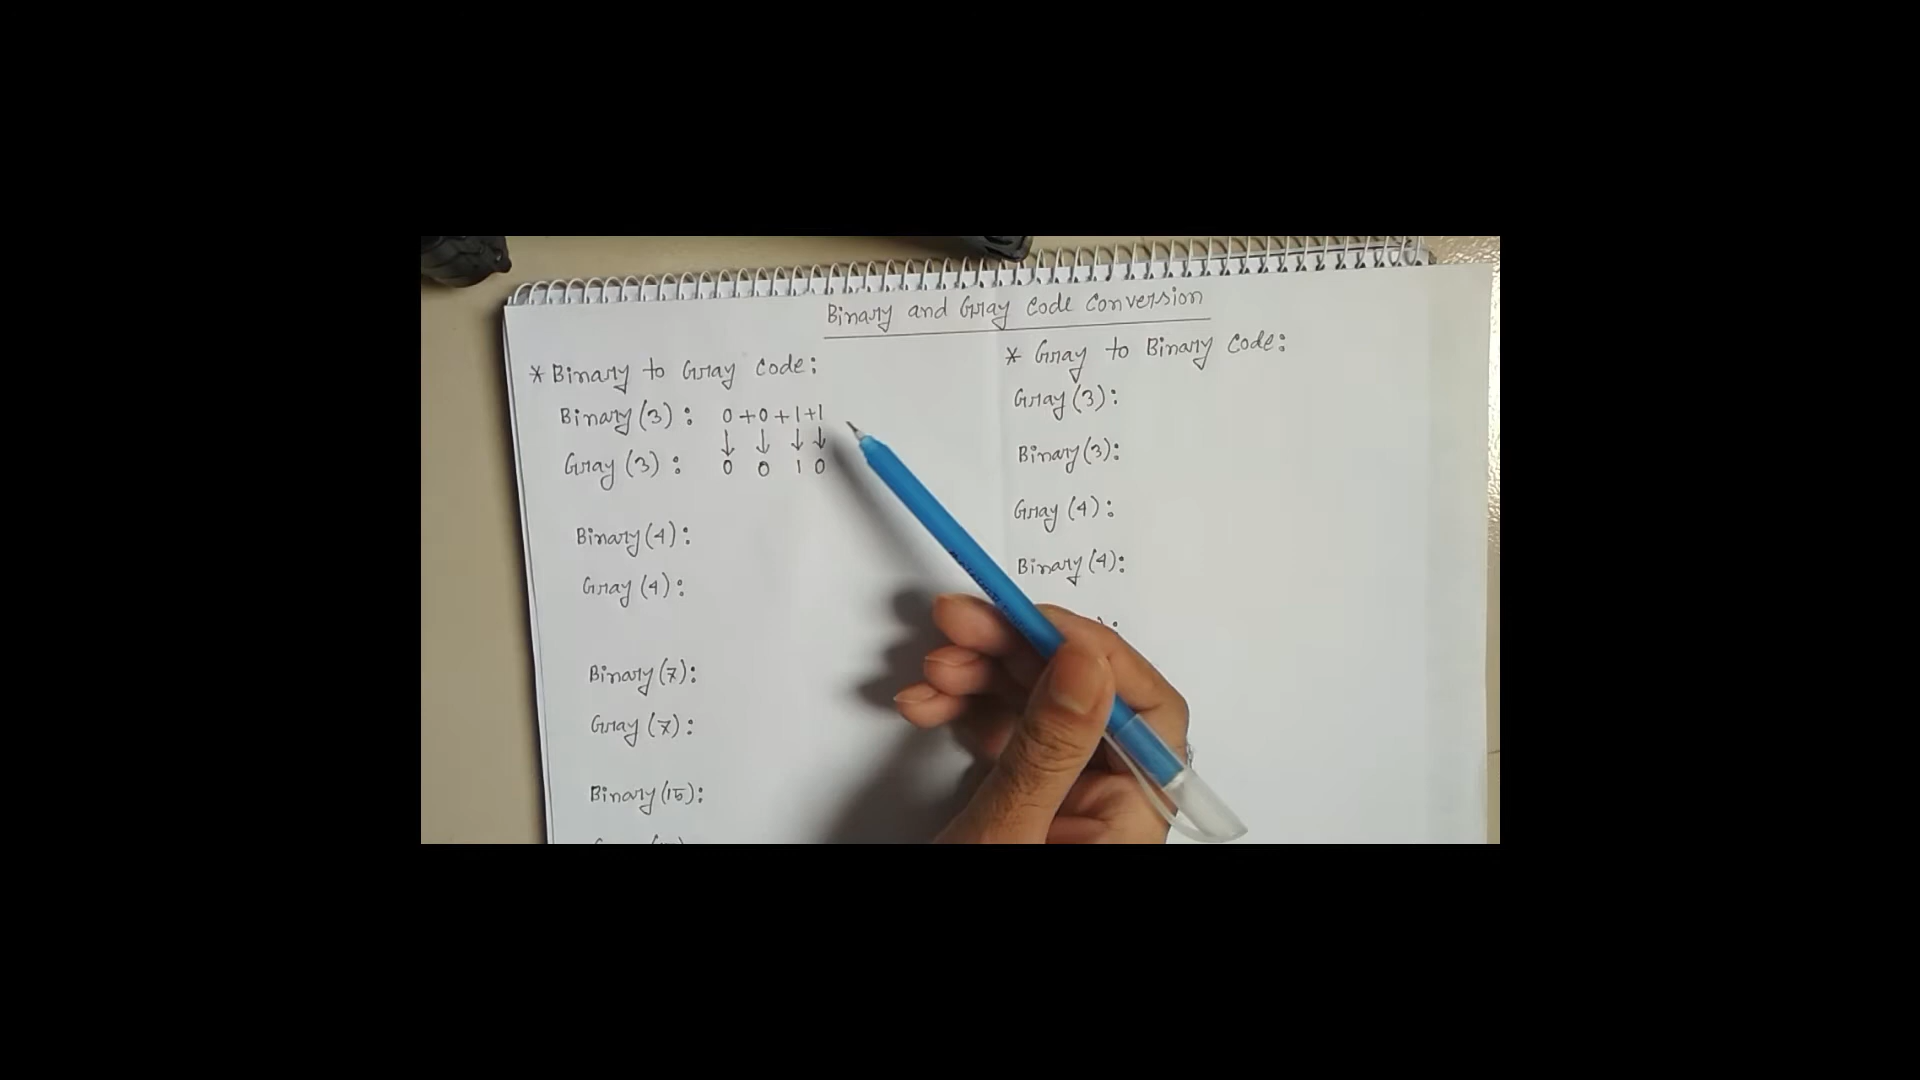 Binary and Gray Code Conversion
* Binary to Gray Code:
Binary(3): 0+0+1+1
↓ ↓ ↓ ↓
Gray(3): 0 0 1 0
Binary(4):
Gray(4):
Binary(7):
Gray(7):
Binary(15):
* Gray to Binary Code:
Gray(3):
Binary(3):
Gray(4):
Binary(4):